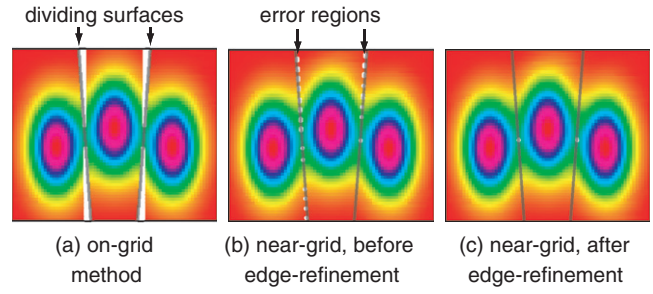 dividing surfaces
error regions
(a) on-grid
method
(b) near-grid, before
edge-refinement
(c) near-grid, after
edge-refinement